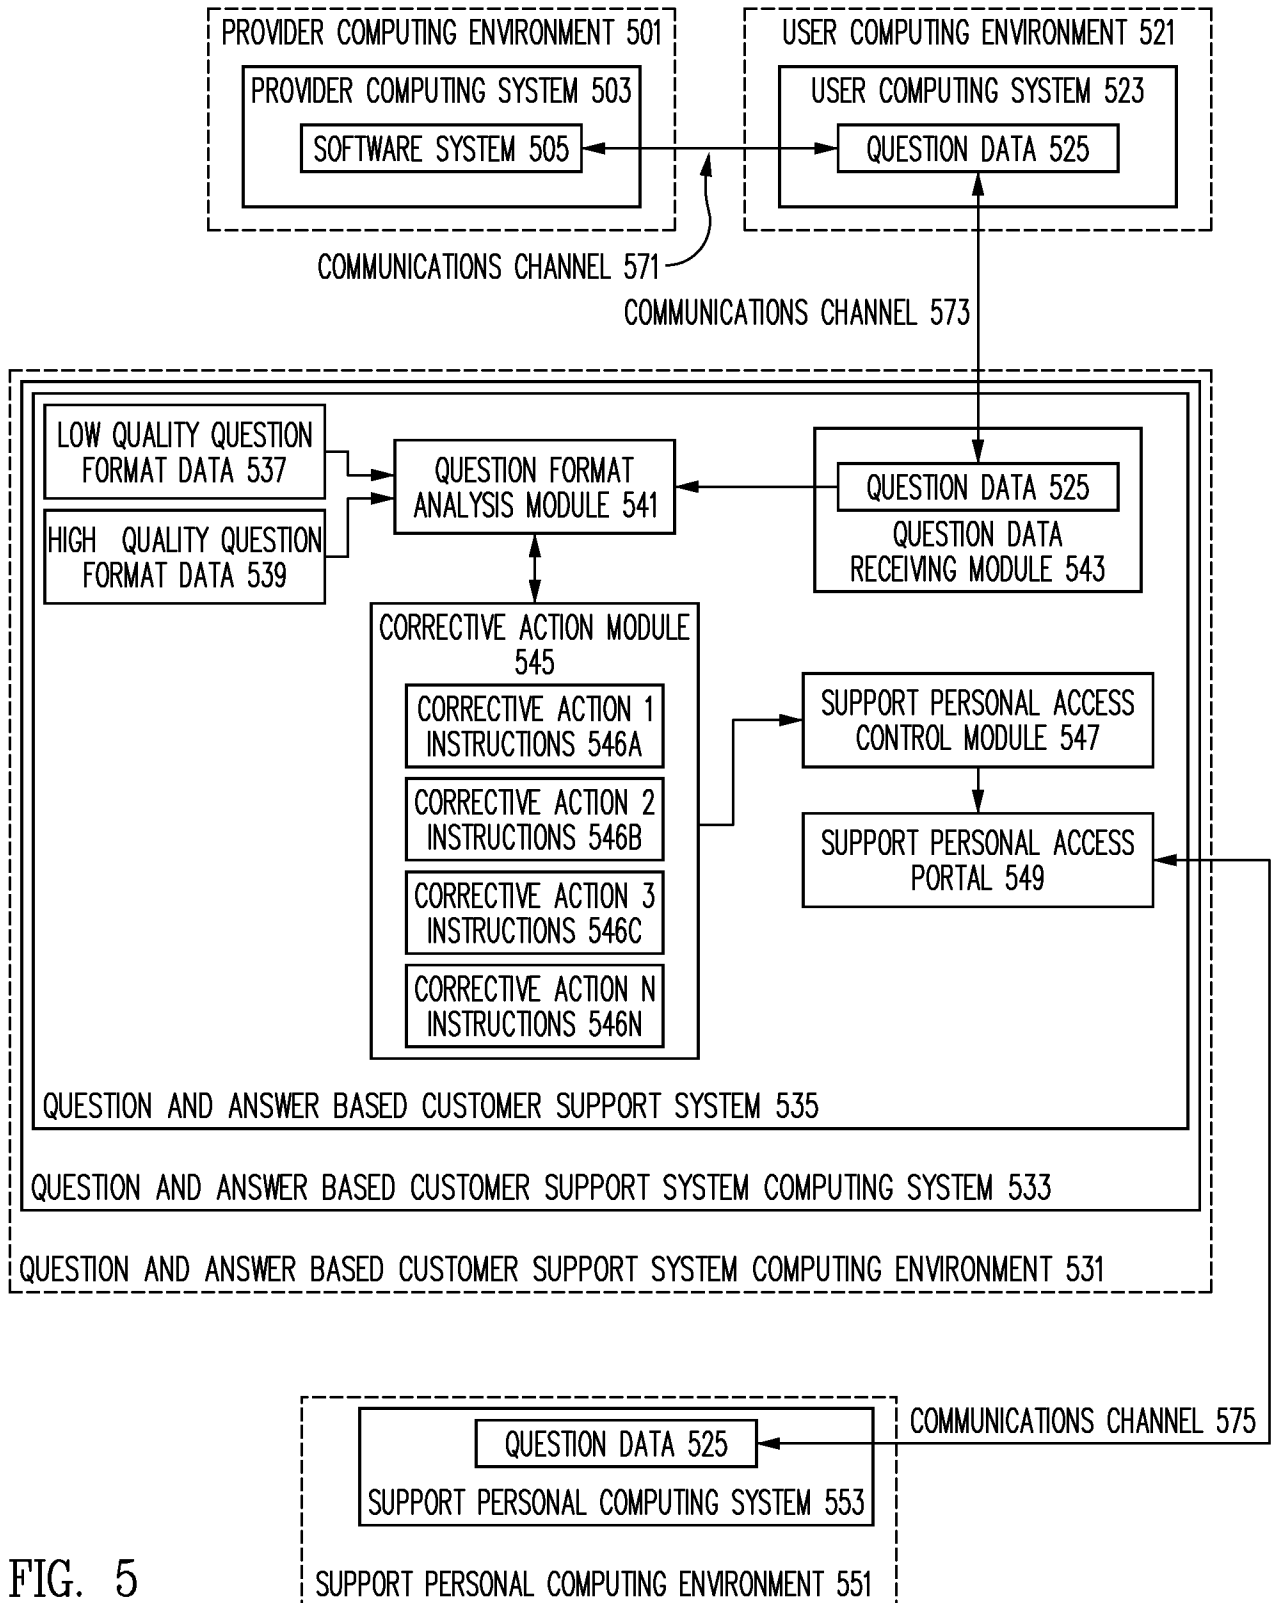 PROVIDER COMPUTING ENVIRONMENT 501
PROVIDER COMPUTING SYSTEM 503
SOFTWARE SYSTEM 505
USER COMPUTING ENVIRONMENT 521
USER COMPUTING SYSTEM 523
QUESTION DATA 525
COMMUNICATIONS CHANNEL 571
COMMUNICATIONS CHANNEL 573
LOW QUALITY QUESTION
FORMAT DATA 537
HIGH QUALITY QUESTION
FORMAT DATA 539
QUESTION FORMAT
ANALYSIS MODULE 541
QUESTION DATA 525
QUESTION DATA
RECEIVING MODULE 543
CORRECTIVE ACTION MODULE
545
CORRECTIVE ACTION 1
INSTRUCTIONS 546A
CORRECTIVE ACTION 2
INSTRUCTIONS 546B
CORRECTIVE ACTION 3
INSTRUCTIONS 546C
CORRECTIVE ACTION N
INSTRUCTIONS 546N
SUPPORT PERSONAL ACCESS
CONTROL MODULE 547
SUPPORT PERSONAL ACCESS
PORTAL 549
QUESTION AND ANSWER BASED CUSTOMER SUPPORT SYSTEM 535
QUESTION AND ANSWER BASED CUSTOMER SUPPORT SYSTEM COMPUTING SYSTEM 533
QUESTION AND ANSWER BASED CUSTOMER SUPPORT SYSTEM COMPUTING ENVIRONMENT 531
COMMUNICATIONS CHANNEL 575
QUESTION DATA 525
SUPPORT PERSONAL COMPUTING SYSTEM 553
SUPPORT PERSONAL COMPUTING ENVIRONMENT 551
FIG. 5